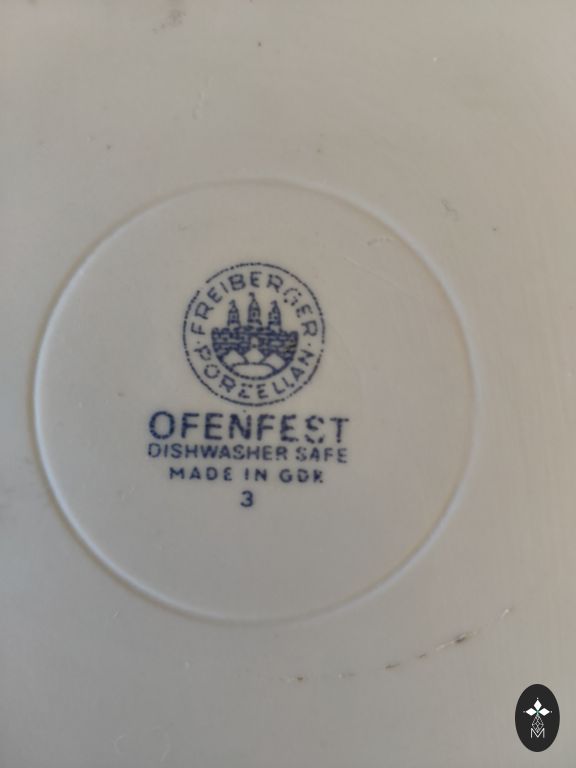 FREIBERGER
PORZELLAN
OFENFEST
DISHWASHER SAFE
MADE IN GDR
3
M